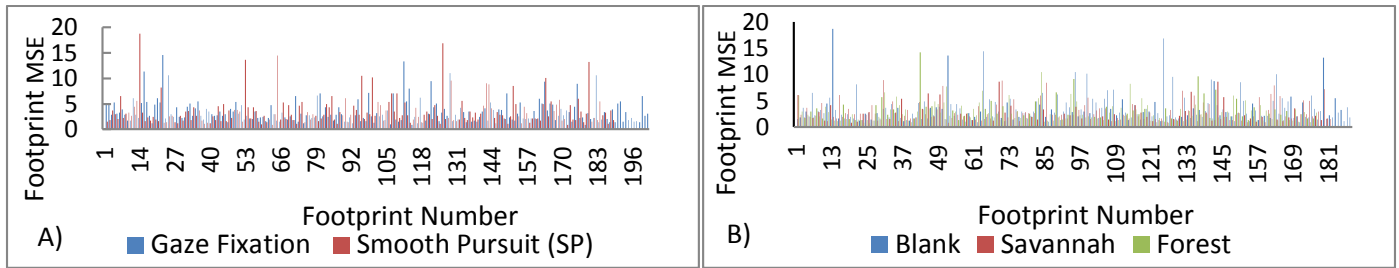 Footprint MSE
20
15
10
5
0
1 14 27 40 53 66 79 92 105 118 131 144 157 170 183 196
Footprint Number
A)
Gaze Fixation Smooth Pursuit (SP)
Footprint MSE
20
15
10
5
0
1 13 25 37 49 61 73 85 97 109 121 133 145 157 169 181
Footprint Number
B)
Blank Savannah Forest